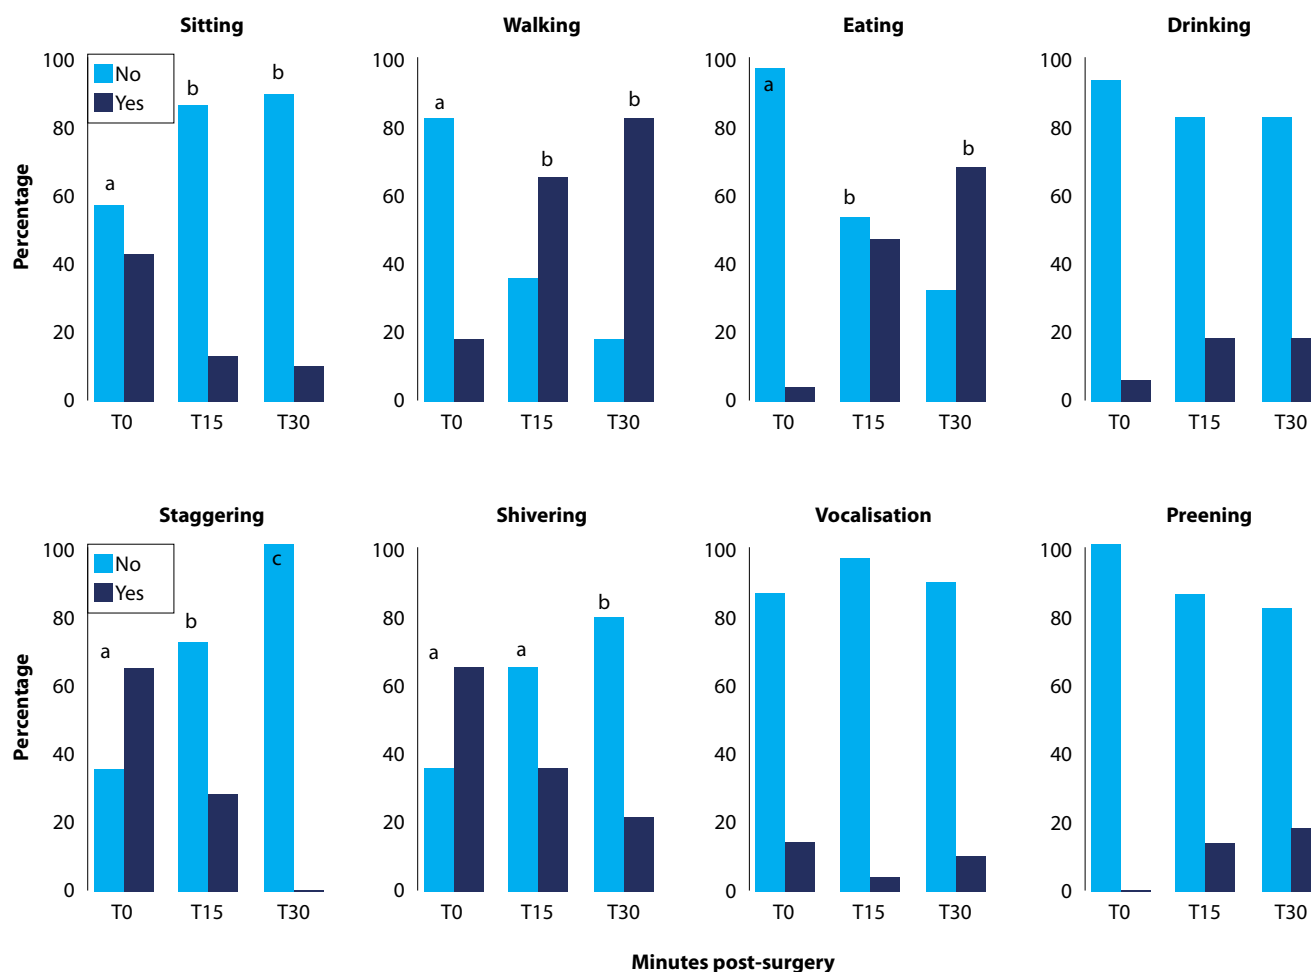 Sitting
Walking
Eating
Drinking
No
Yes
Percentage
100
80
60
40
20
0
a
b
b
T0
T15
T30
100
80
60
40
20
0
a
b
b
T0
T15
T30
100
80
60
40
20
0
a
b
b
T0
T15
T30
100
80
60
40
20
0
T0
T15
T30
Staggering
Shivering
Vocalisation
Preening
No
Yes
Percentage
100
80
60
40
20
0
a
b
c
T0
T15
T30
100
80
60
40
20
0
a
a
b
T0
T15
T30
100
80
60
40
20
0
T0
T15
T30
100
80
60
40
20
0
T0
T15
T30
Minutes post-surgery